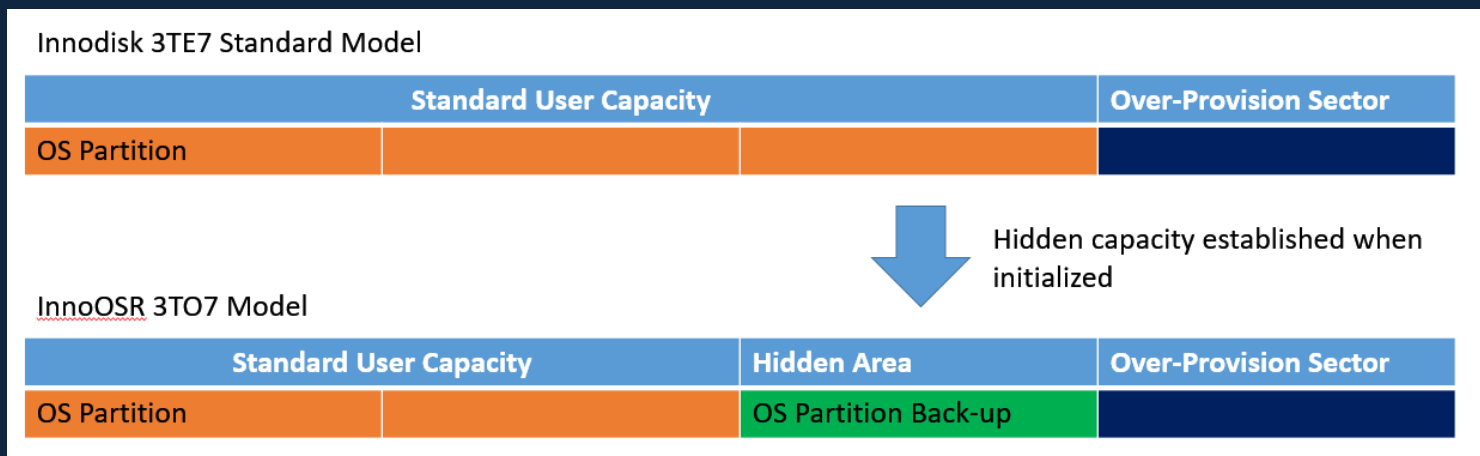 Innodisk 3TE7 Standard Model
Standard User Capacity Over-Provision Sector
OS Partition
Hidden capacity established when
initialized
InnoOSR 3TO7 Model
Standard User Capacity Hidden Area Over-Provision Sector
OS Partition OS Partition Back-up